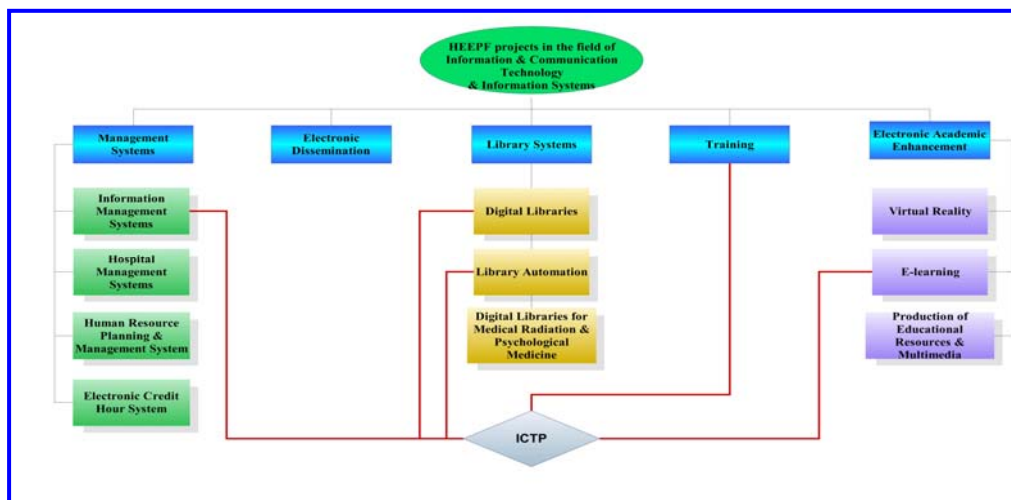 HEEPF projects in the field of
Information & Communication
Technology
& Information Systems
Management
Systems
Electronic
Dissemination
Library Systems
Training
Electronic Academic
Enhancement
Information
Management
Systems
Hospital
Management
Systems
Human Resource
Planning &
Management System
Electronic Credit
Hour System
Digital Libraries
Library Automation
Digital Libraries for
Medical Radiation &
Psychological
Medicine
Virtual Reality
E-learning
Production of
Educational
Resources &
Multimedia
ICTP